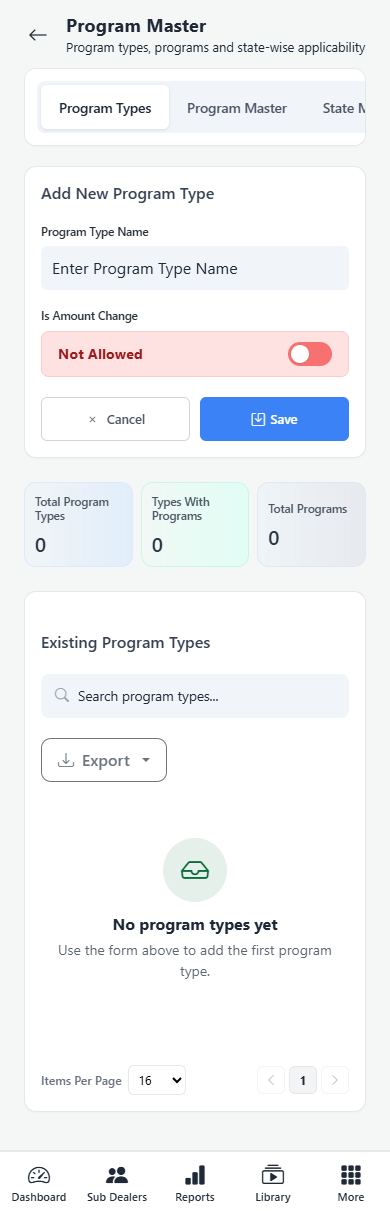 Program Master
Program types, programs and state-wise applicability
Program Types
Program Master
State M
Add New Program Type
Program Type Name
Enter Program Type Name
Is Amount Change
Not Allowed
× Cancel
Save
Total Program
Types
0
Types With
Programs
0
Total Programs
0
Existing Program Types
Search program types...
Export
No program types yet
Use the form above to add the first program
type.
Items Per Page
16
1
Dashboard
Sub Dealers
Reports
Library
More